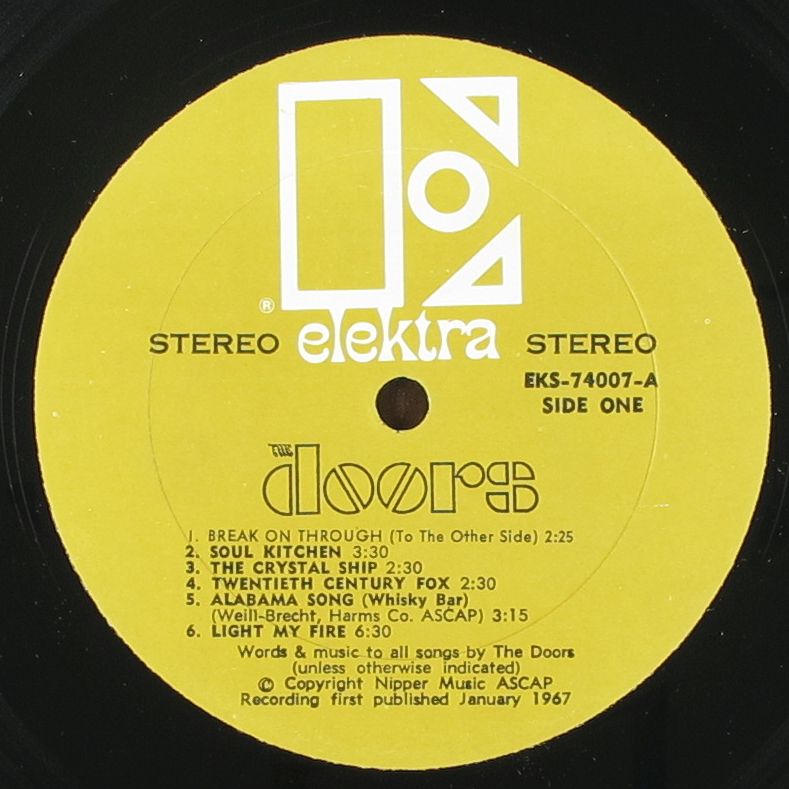 ®
elektra
STEREO STEREO
EKS-74007-A
SIDE ONE
THE
doors
1. BREAK ON THROUGH (To The Other Side) 2:25
2. SOUL KITCHEN 3:30
3. THE CRYSTAL SHIP 2:30
4. TWENTIETH CENTURY FOX 2:30
5. ALABAMA SONG (Whisky Bar)
(Weill-Brecht, Harms Co. ASCAP) 3:15
6. LIGHT MY FIRE 6:30
Words & music to all songs by The Doors
(unless otherwise indicated)
© Copyright Nipper Music ASCAP
Recording first published January 1967